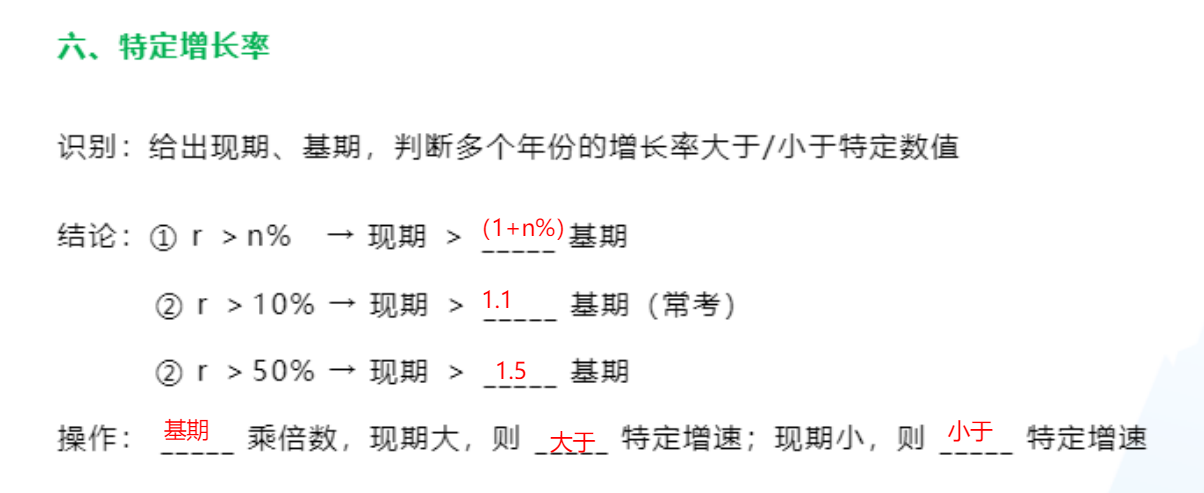 六、特定增长率
识别：给出现期、基期，判断多个年份的增长率大于/小于特定数值
结论：① r > n% → 现期 > (1+n%) 基期
② r > 10% → 现期 > 1.1 基期（常考）
② r > 50% → 现期 > 1.5 基期
操作： 基期 乘倍数，现期大，则 大于 特定增速；现期小，则 小于 特定增速